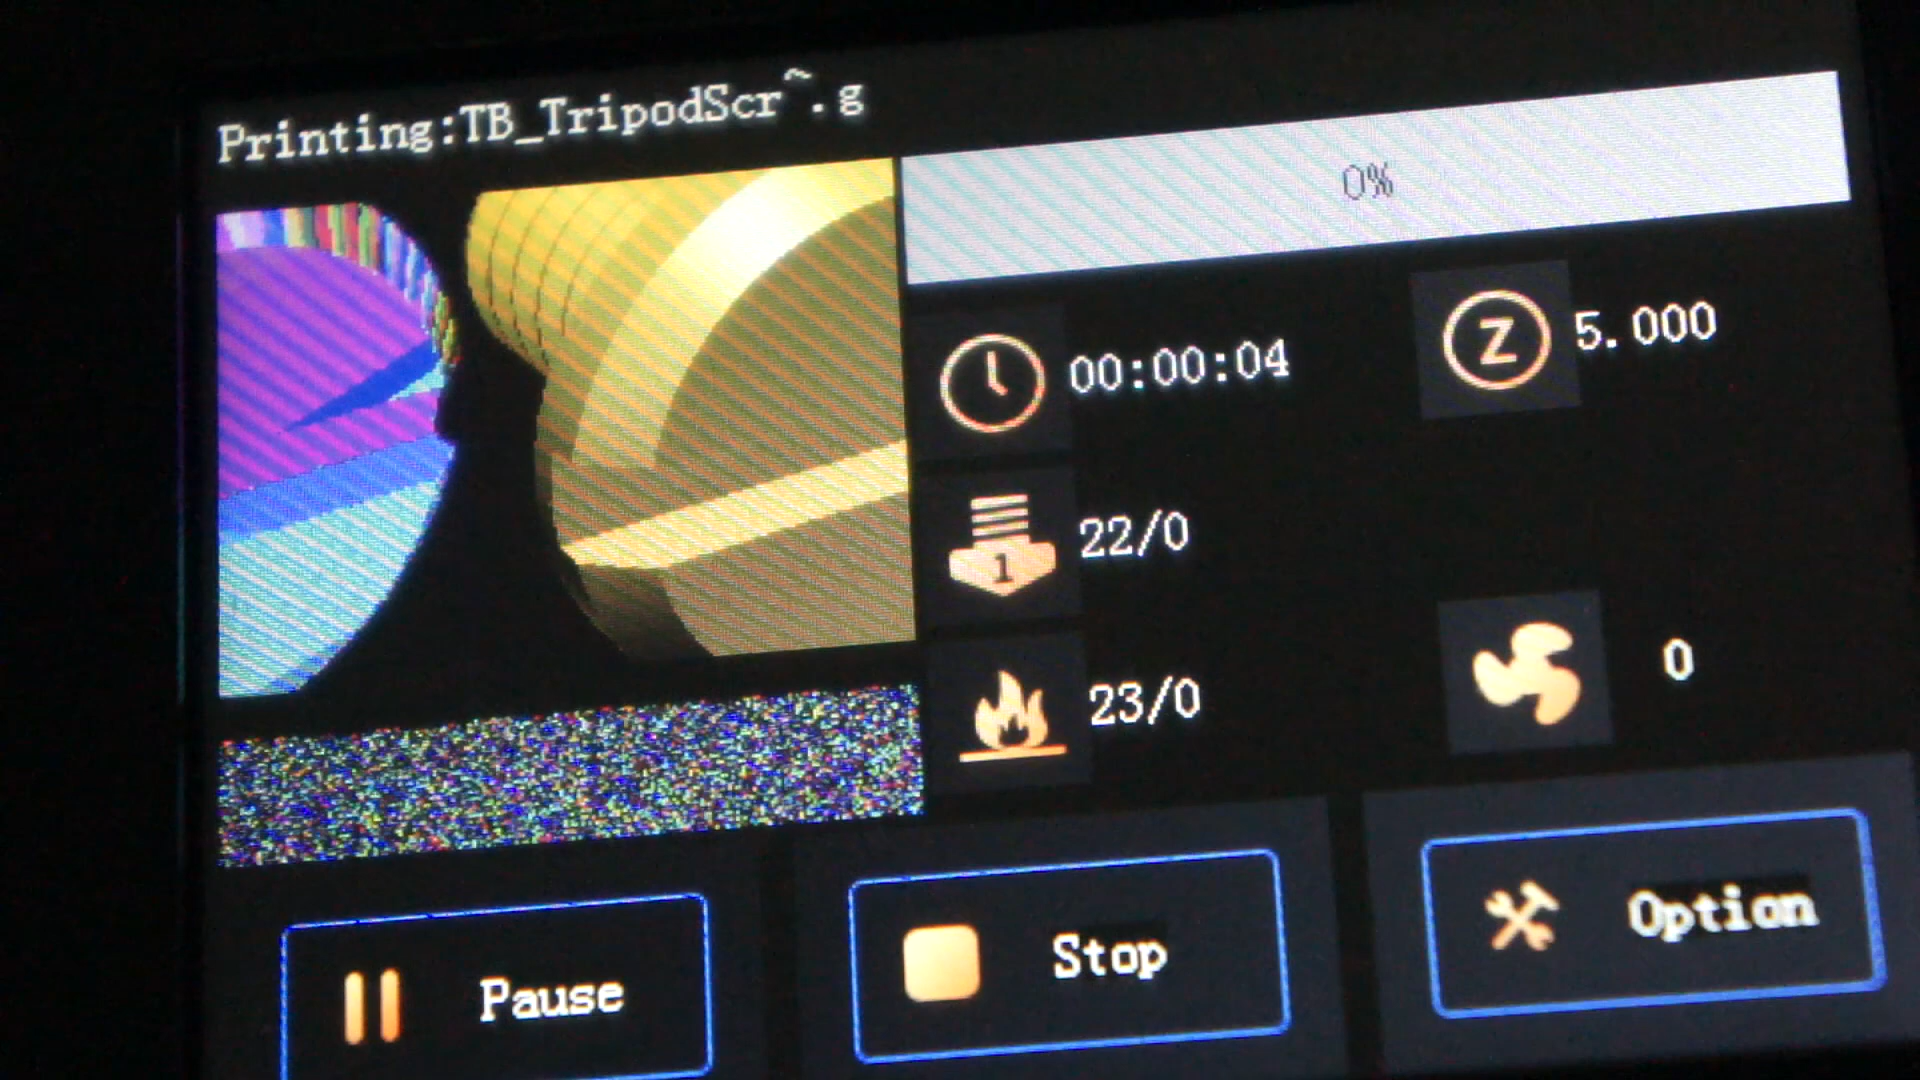 Printing:TB_TripodScr~.g
0%
00:00:04
Z
5.000
1
22/0
23/0
0
Pause
Stop
Option